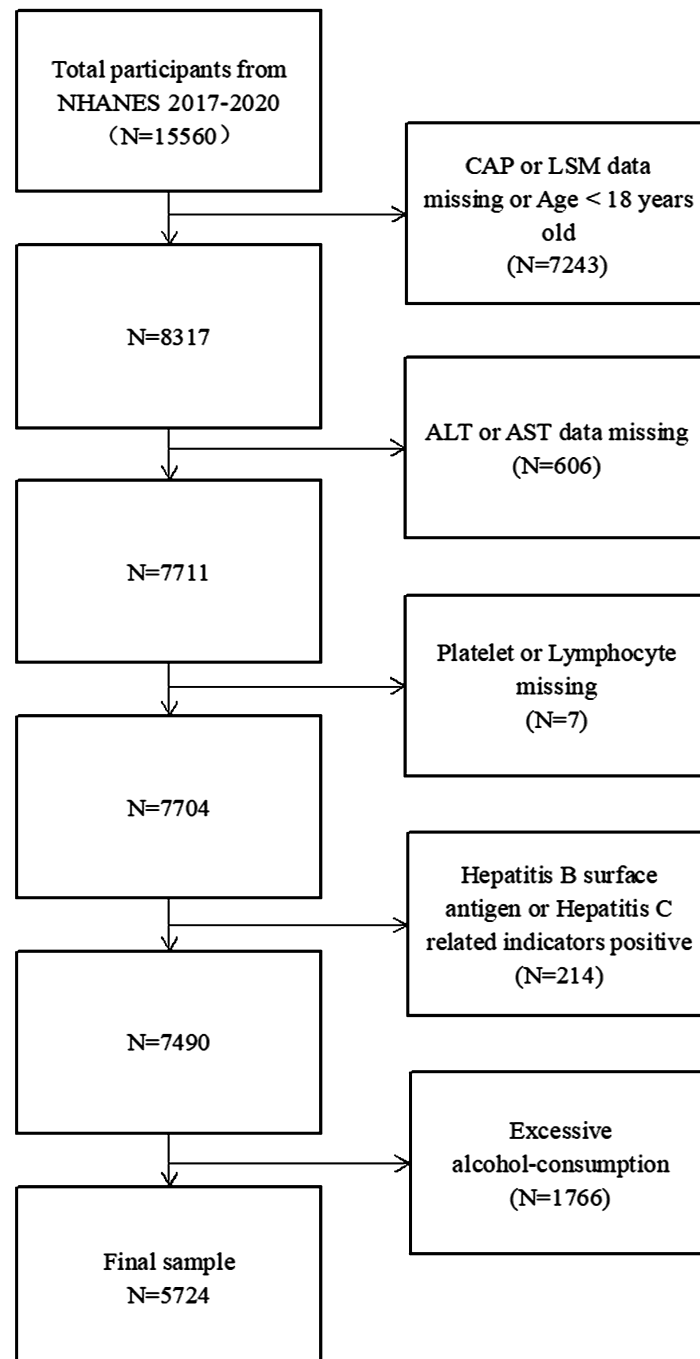 Total participants from
NHANES 2017-2020
（N=15560）
CAP or LSM data
missing or Age < 18 years
old
(N=7243)
N=8317
ALT or AST data missing
(N=606)
N=7711
Platelet or Lymphocyte
missing
(N=7)
N=7704
Hepatitis B surface
antigen or Hepatitis C
related indicators positive
(N=214)
N=7490
Excessive
alcohol-consumption
(N=1766)
Final sample
N=5724